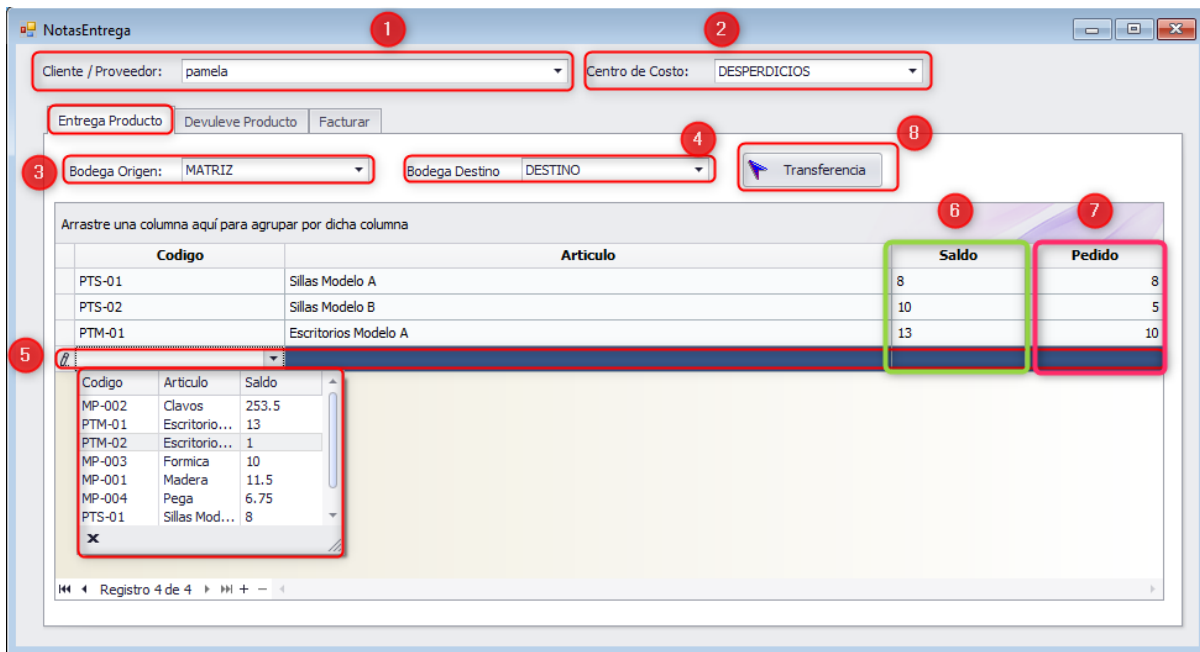 NotasEntrega
1 2
Cliente / Proveedor: pamela Centro de Costo: DESPERDICIOS
Entrega Producto Devuleve Producto Facturar
3 Bodega Origen: MATRIZ 4 Bodega Destino DESTINO 8 Transferencia
6 7
Arrastre una columna aquí para agrupar por dicha columna
Codigo Articulo Saldo Pedido
PTS-01 Sillas Modelo A 8 8
PTS-02 Sillas Modelo B 10 5
PTM-01 Escritorios Modelo A 13 10
5
Codigo Articulo Saldo
MP-002 Clavos 253.5
PTM-01 Escritorio... 13
PTM-02 Escritorio... 1
MP-003 Formica 10
MP-001 Madera 11.5
MP-004 Pega 6.75
PTS-01 Sillas Mod... 8
x
Registro 4 de 4